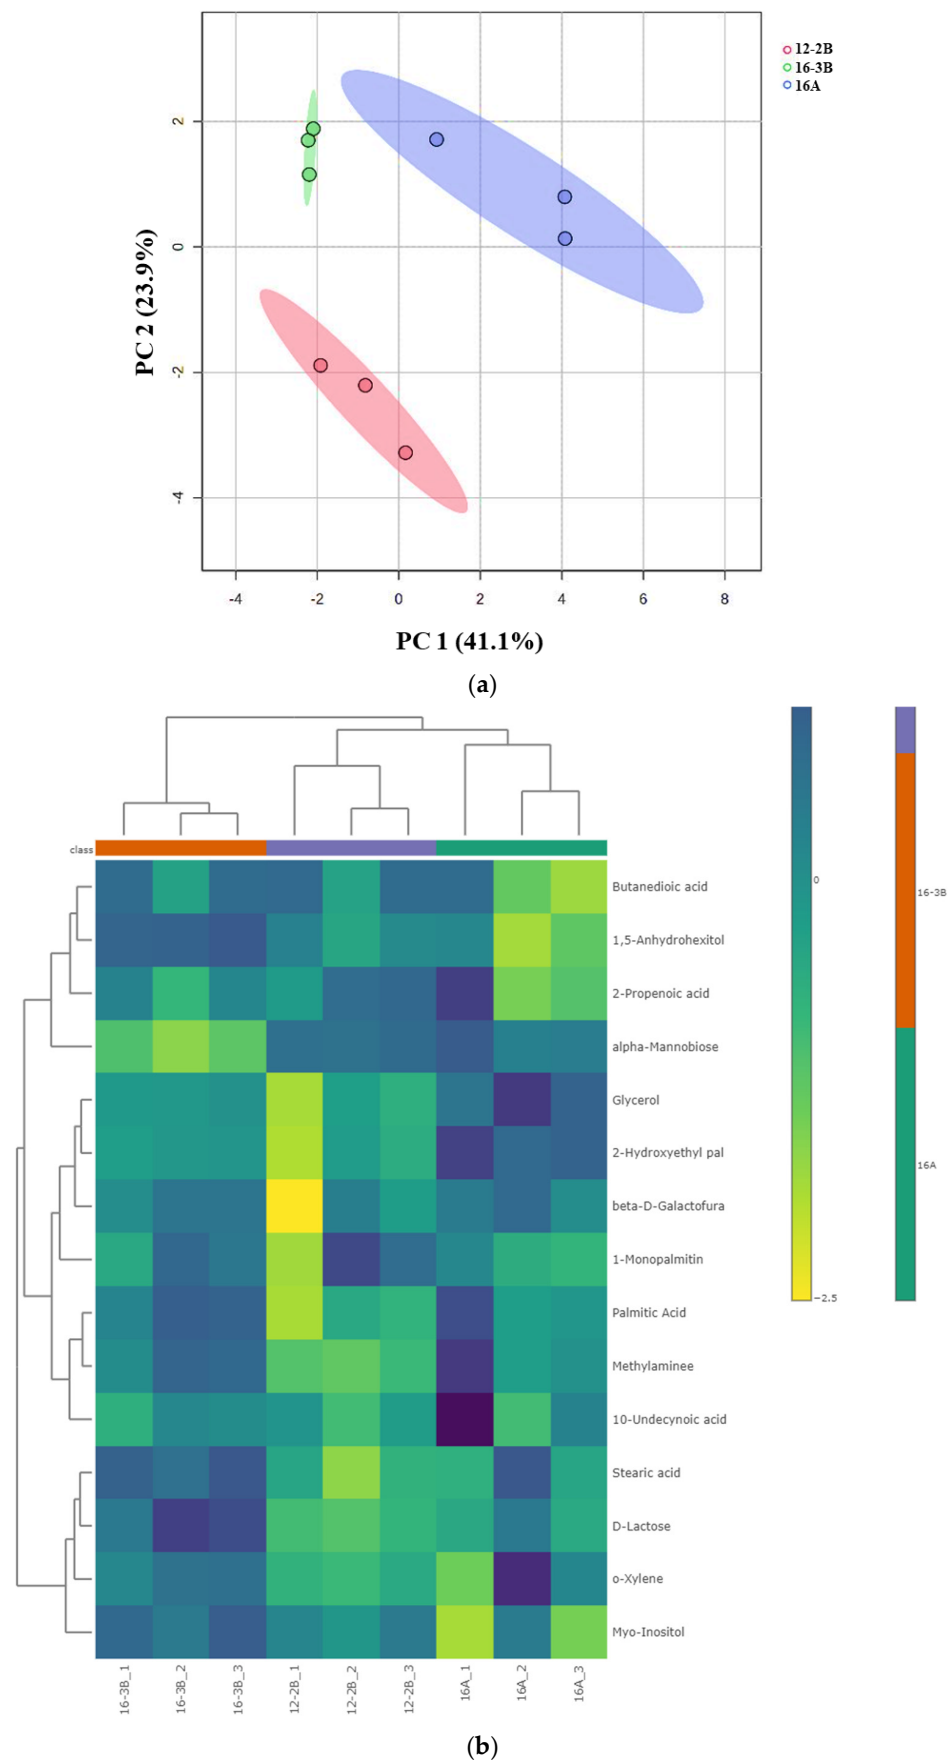 12-2B
16-3B
16A
2
0
-2
-4
PC 2 (23.9%)
-4 -2 0 2 4 6 8
PC 1 (41.1%)
(a)
class
Butanedioic acid
1,5-Anhydrohexitol
2-Propenoic acid
alpha-Mannobiose
Glycerol
2-Hydroxyethyl pal
beta-D-Galactofura
1-Monopalmitin
Palmitic Acid
Methylaminee
10-Undecynoic acid
Stearic acid
D-Lactose
o-Xylene
Myo-Inositol
0
−2.5
16-3B
16A
16-3B_1 16-3B_2 16-3B_3 12-2B_1 12-2B_2 12-2B_3 16A_1 16A_2 16A_3
(b)